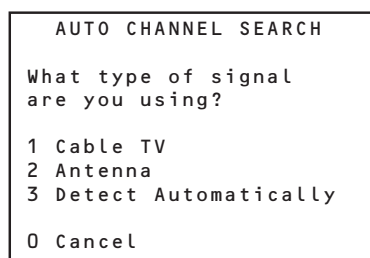 AUTO CHANNEL SEARCH
What type of signal
are you using?
1 Cable TV
2 Antenna
3 Detect Automatically
0 Cancel